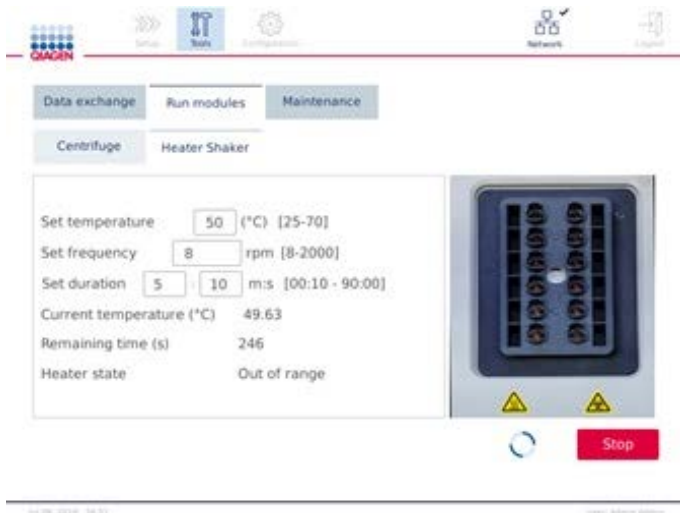 QIAGEN
Setup Tools Configuration Network Logout
Data exchange Run modules Maintenance
Centrifuge Heater Shaker
Set temperature 50 (°C) [25-70]
Set frequency 8 rpm [8-2000]
Set duration 5 : 10 m:s [00:10 - 90:00]
Current temperature (°C) 49.63
Remaining time (s) 246
Heater state Out of range
Stop